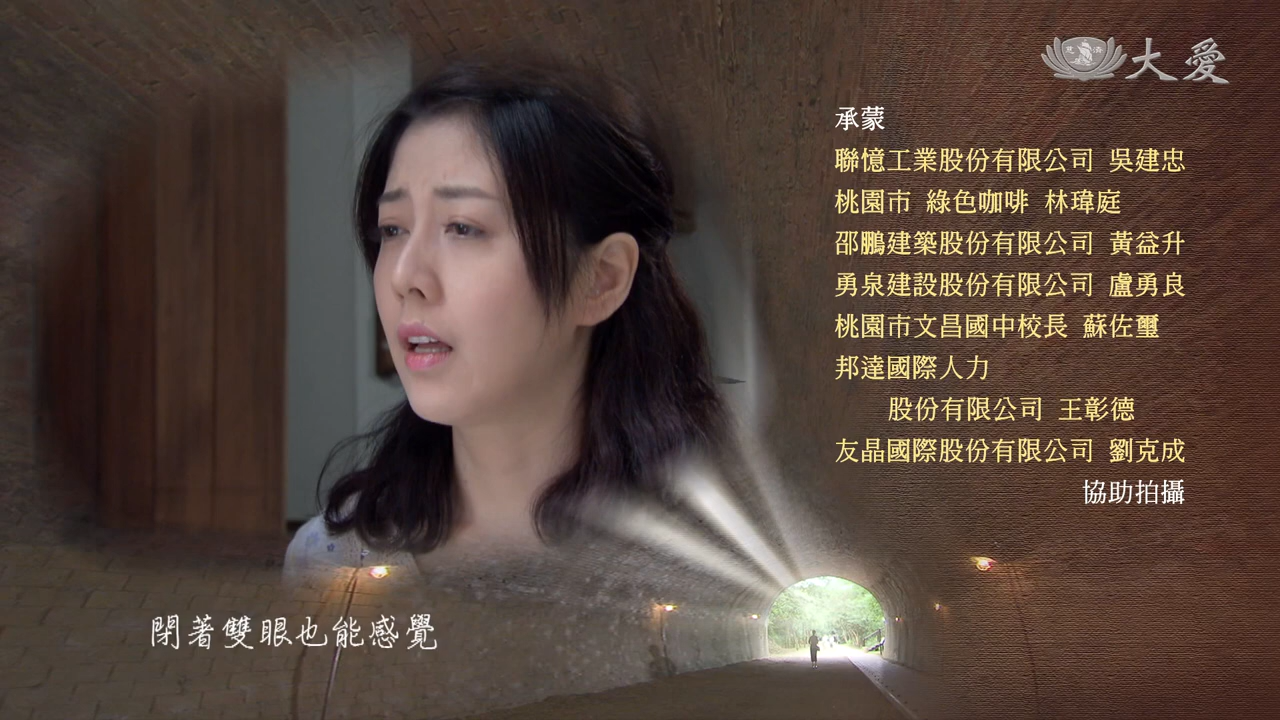 大愛
承蒙
聯憶工業股份有限公司 吳建忠
桃園市 綠色咖啡 林瑋庭
邵鵬建築股份有限公司 黃益升
勇泉建設股份有限公司 盧勇良
桃園市文昌國中校長 蘇佐璽
邦達國際人力
股份有限公司 王彰德
友晶國際股份有限公司 劉克成
協助拍攝
閉著雙眼也能感覺